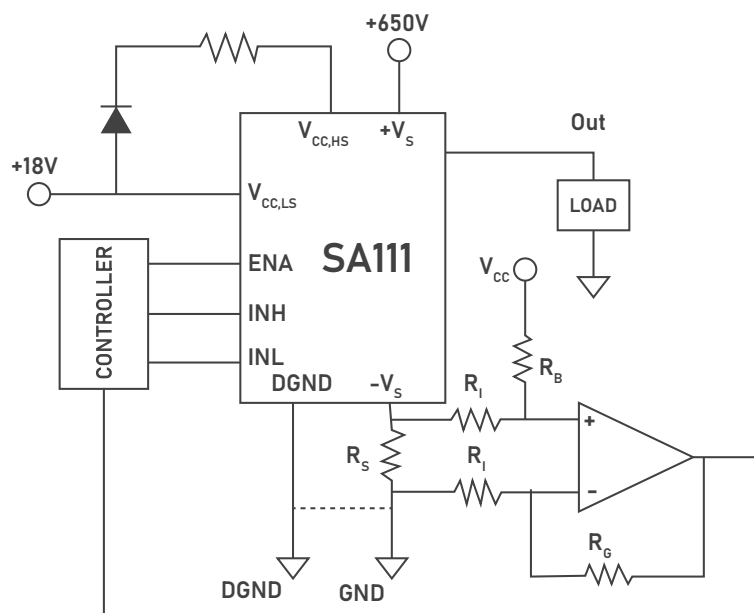 +650V
V_CC,HS
+V_S
Out
+18V
V_CC,LS
LOAD
CONTROLLER
ENA
SA111
V_CC
INH
INL
R_B
DGND
-V_S
R_I
+
R_S
R_I
-
R_G
DGND
GND